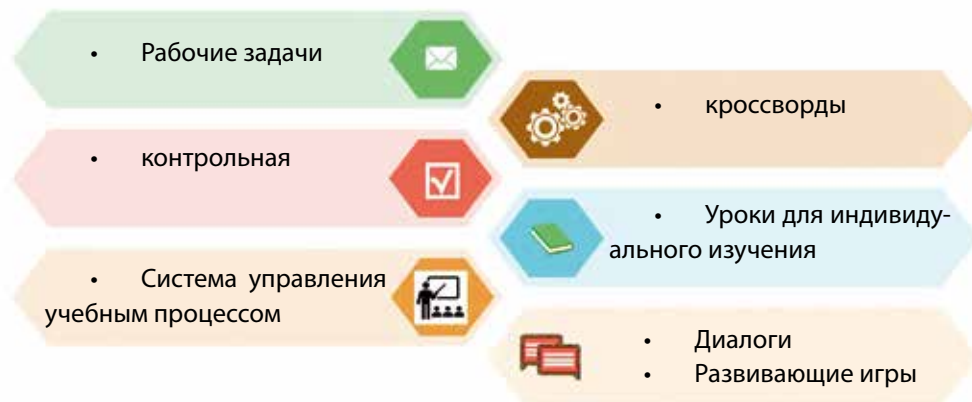 • Рабочие задачи
• кроссворды
• контрольная
• Уроки для индивиду-
ального изучения
• Система управления
учебным процессом
• Диалоги
• Развивающие игры